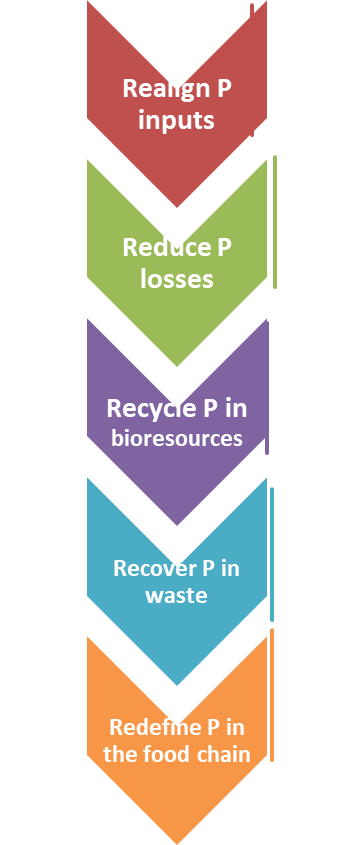 Realign P
inputs
Reduce P
losses
Recycle P in
bioresources
Recover P in
waste
Redefine P in
the food chain